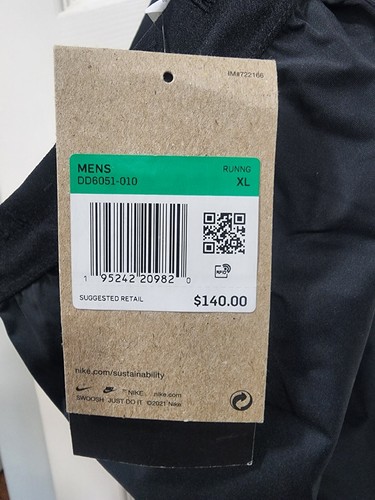 IM#722166
MENS RUNNG
DD6051-010 XL
1 95242 20982 0
SUGGESTED RETAIL $140.00
nike.com/sustainability
NIKE nike.com
SWOOSH JUST DO IT ©2021 Nike